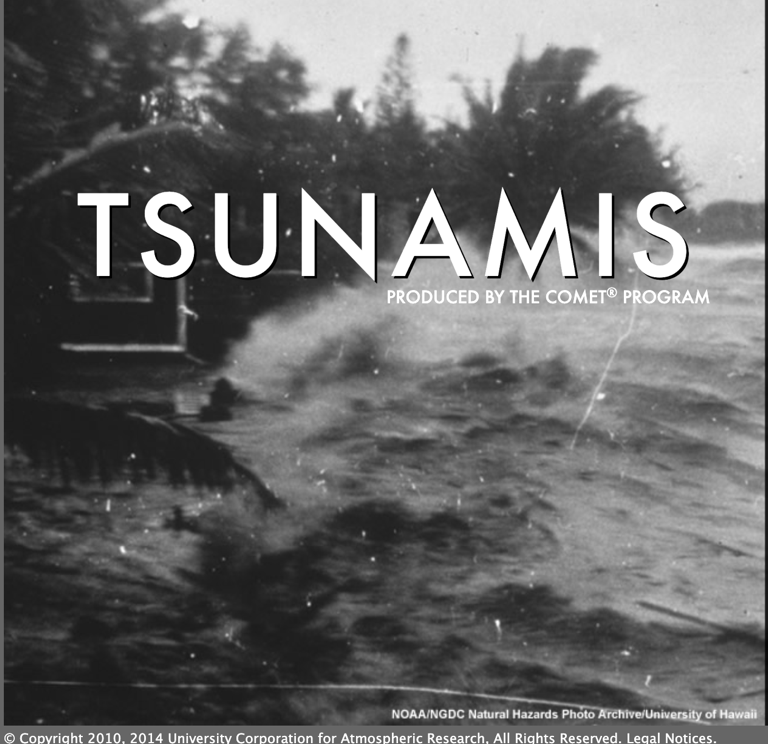 TSUNAMIS
PRODUCED BY THE COMET® PROGRAM
NOAA/NGDC Natural Hazards Photo Archive/University of Hawaii
© Copyright 2010, 2014 University Corporation for Atmospheric Research, All Rights Reserved. Legal Notices.